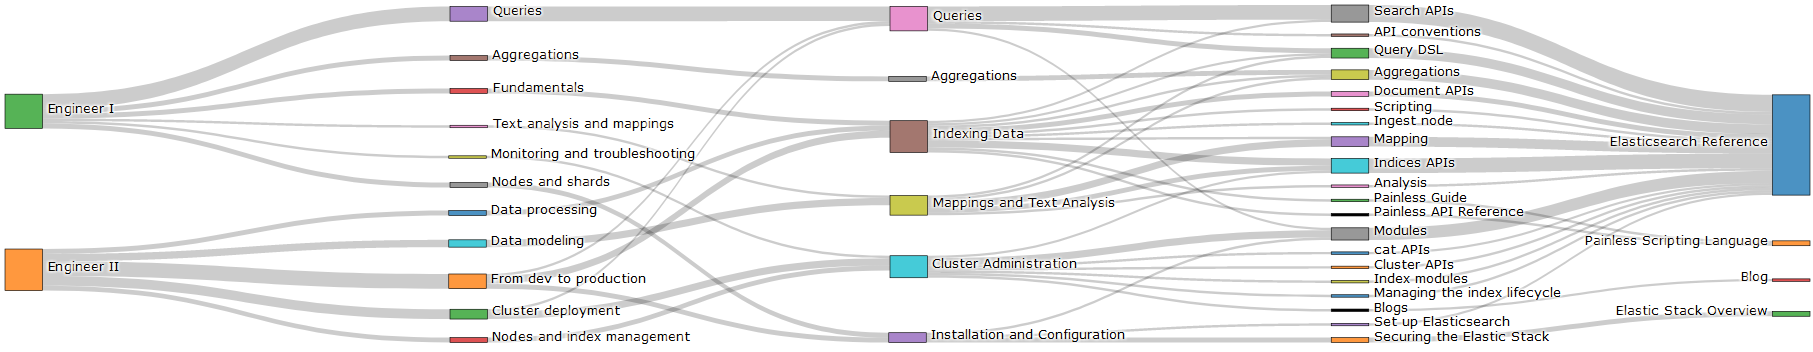 Engineer I
Engineer II
Queries
Aggregations
Fundamentals
Text analysis and mappings
Monitoring and troubleshooting
Nodes and shards
Data processing
Data modeling
From dev to production
Cluster deployment
Nodes and index management
Queries
Aggregations
Indexing Data
Mappings and Text Analysis
Cluster Administration
Installation and Configuration
Search APIs
API conventions
Query DSL
Aggregations
Document APIs
Scripting
Ingest node
Mapping
Indices APIs
Analysis
Painless Guide
Painless API Reference
Modules
cat APIs
Cluster APIs
Index modules
Managing the index lifecycle
Blogs
Set up Elasticsearch
Securing the Elastic Stack
Elasticsearch Reference
Painless Scripting Language
Blog
Elastic Stack Overview